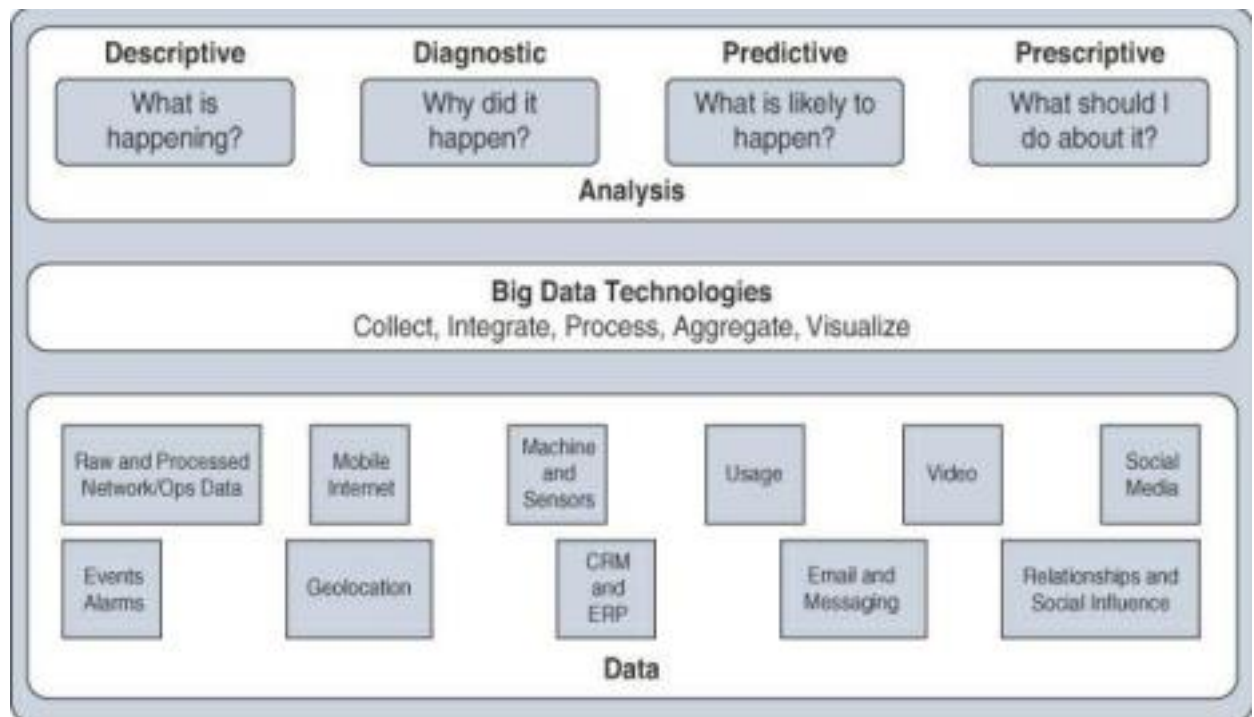 Descriptive
Diagnostic
Predictive
Prescriptive
What is
happening?
Why did it
happen?
What is likely to
happen?
What should I
do about it?
Analysis
Big Data Technologies
Collect, Integrate, Process, Aggregate, Visualize
Raw and Processed
Network/Ops Data
Mobile
Internet
Machine
and
Sensors
Usage
Video
Social
Media
Events
Alarms
Geolocation
CRM
and
ERP
Email and
Messaging
Relationships and
Social Influence
Data